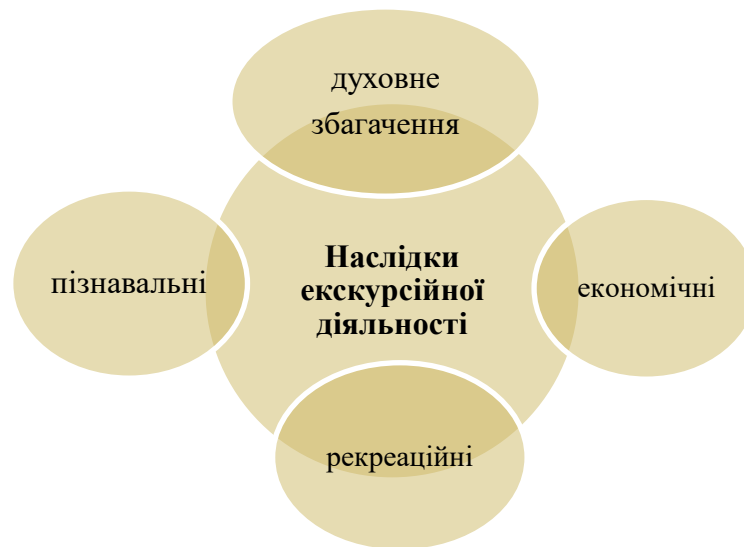 духовне
збагачення
пізнавальні
Наслідки
екскурсійної
діяльності
економічні
рекреаційні